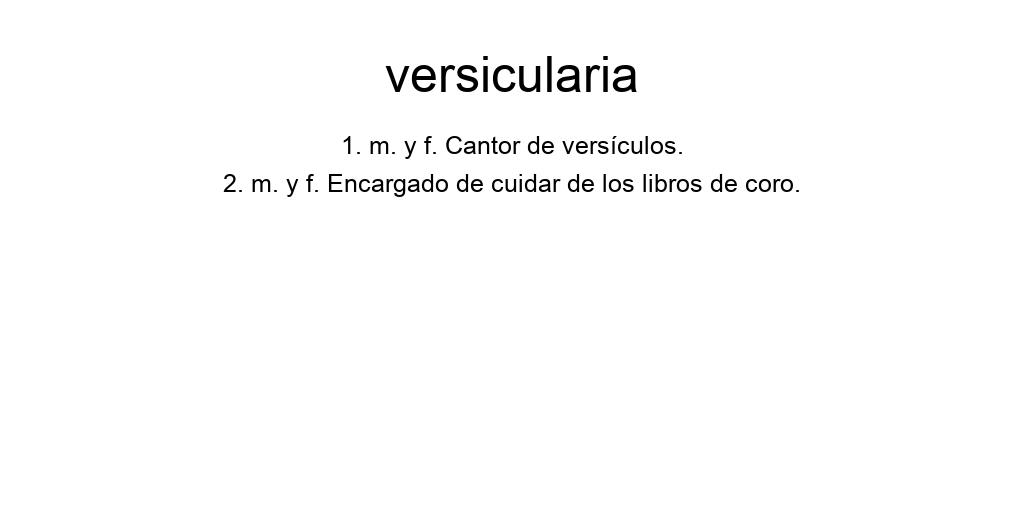 versicularia
1. m. y f. Cantor de versículos.
2. m. y f. Encargado de cuidar de los libros de coro.